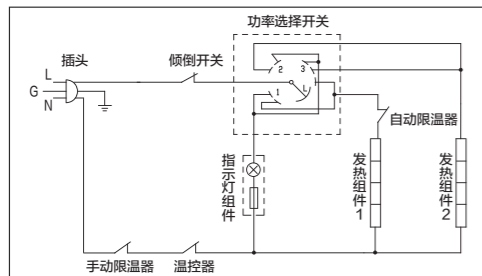 功率选择开关
插头
倾倒开关
L
G
N
2
3
1
L
自动限温器
指示灯组件
发热组件1
发热组件2
手动限温器
温控器